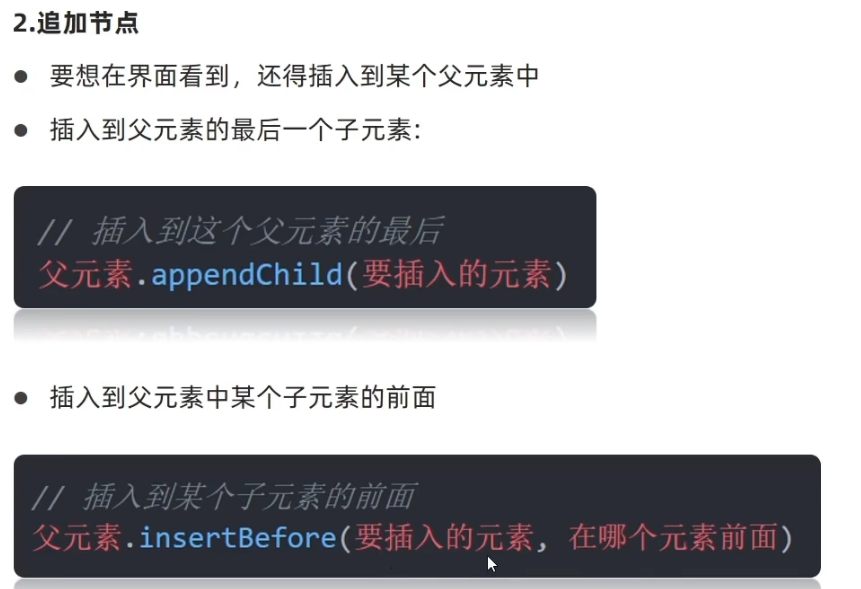 2.追加节点
● 要想在界面看到，还得插入到某个父元素中
● 插入到父元素的最后一个子元素：
// 插入到这个父元素的最后
父元素.appendChild(要插入的元素)
● 插入到父元素中某个子元素的前面
// 插入到某个子元素的前面
父元素.insertBefore(要插入的元素, 在哪个元素前面)